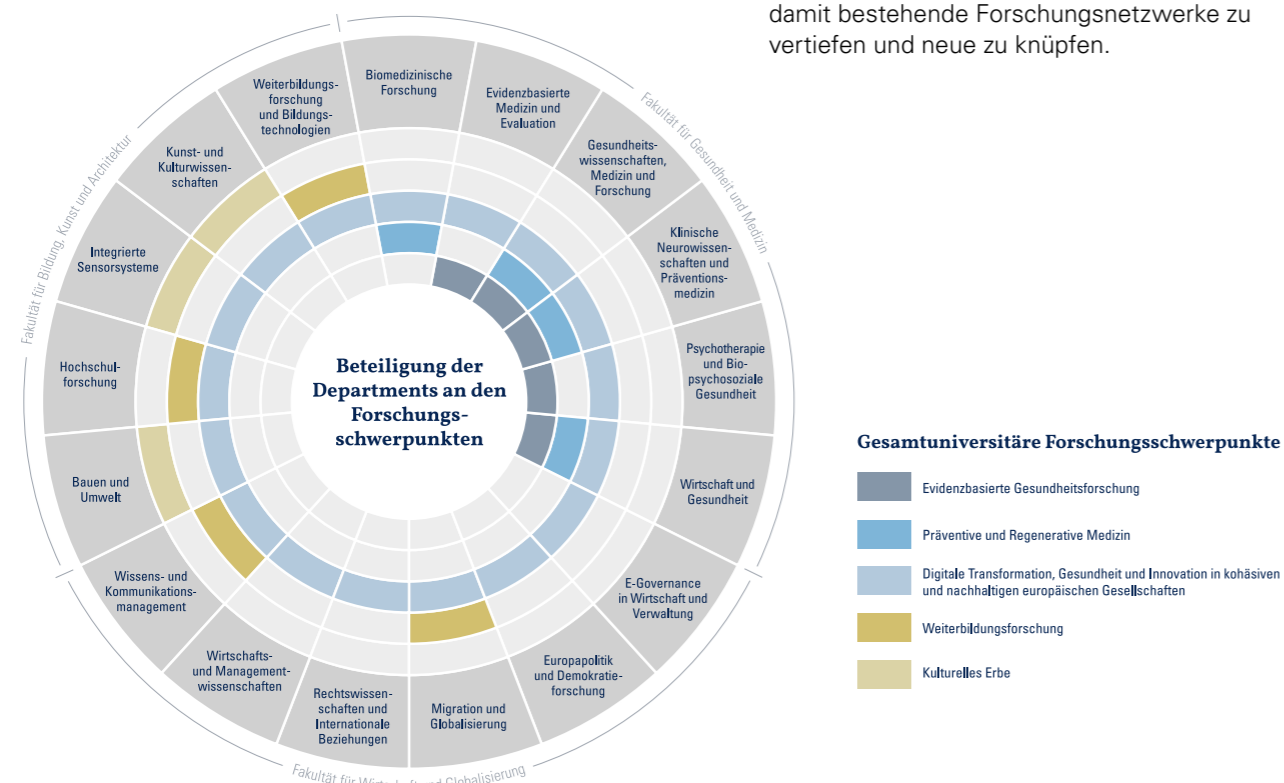 damit bestehende Forschungsnetzwerke zu
vertiefen und neue zu knüpfen.
Fakultät für Bildung, Kunst und Architektur
Fakultät für Gesundheit und Medizin
Biomedizinische
Forschung
Evidenzbasierte
Medizin und
Evaluation
Gesundheits-
wissenschaften,
Medizin und
Forschung
Klinische
Neurowissen-
schaften und
Präventions-
medizin
Psychotherapie
und Bio-
psychosoziale
Gesundheit
Wirtschaft und
Gesundheit
E-Governance
in Wirtschaft und
Verwaltung
Europapolitik
und Demokratie-
forschung
Migration und
Globalisierung
Rechtswissen-
schaften und
Internationale
Beziehungen
Wirtschafts-
und Management-
wissenschaften
Wissens- und
Kommunikations-
management
Bauen und
Umwelt
Hochschul-
forschung
Integrierte
Sensorsysteme
Kunst- und
Kulturwissen-
schaften
Weiterbildungs-
forschung
und Bildungs-
technologien
Beteiligung der
Departments an den
Forschungs-
schwerpunkten
Fakultät für Wirtschaft und Globalisierung
Gesamtuniversitäre Forschungsschwerpunkte
Evidenzbasierte Gesundheitsforschung
Präventive und Regenerative Medizin
Digitale Transformation, Gesundheit und Innovation in kohäsiven
und nachhaltigen europäischen Gesellschaften
Weiterbildungsforschung
Kulturelles Erbe